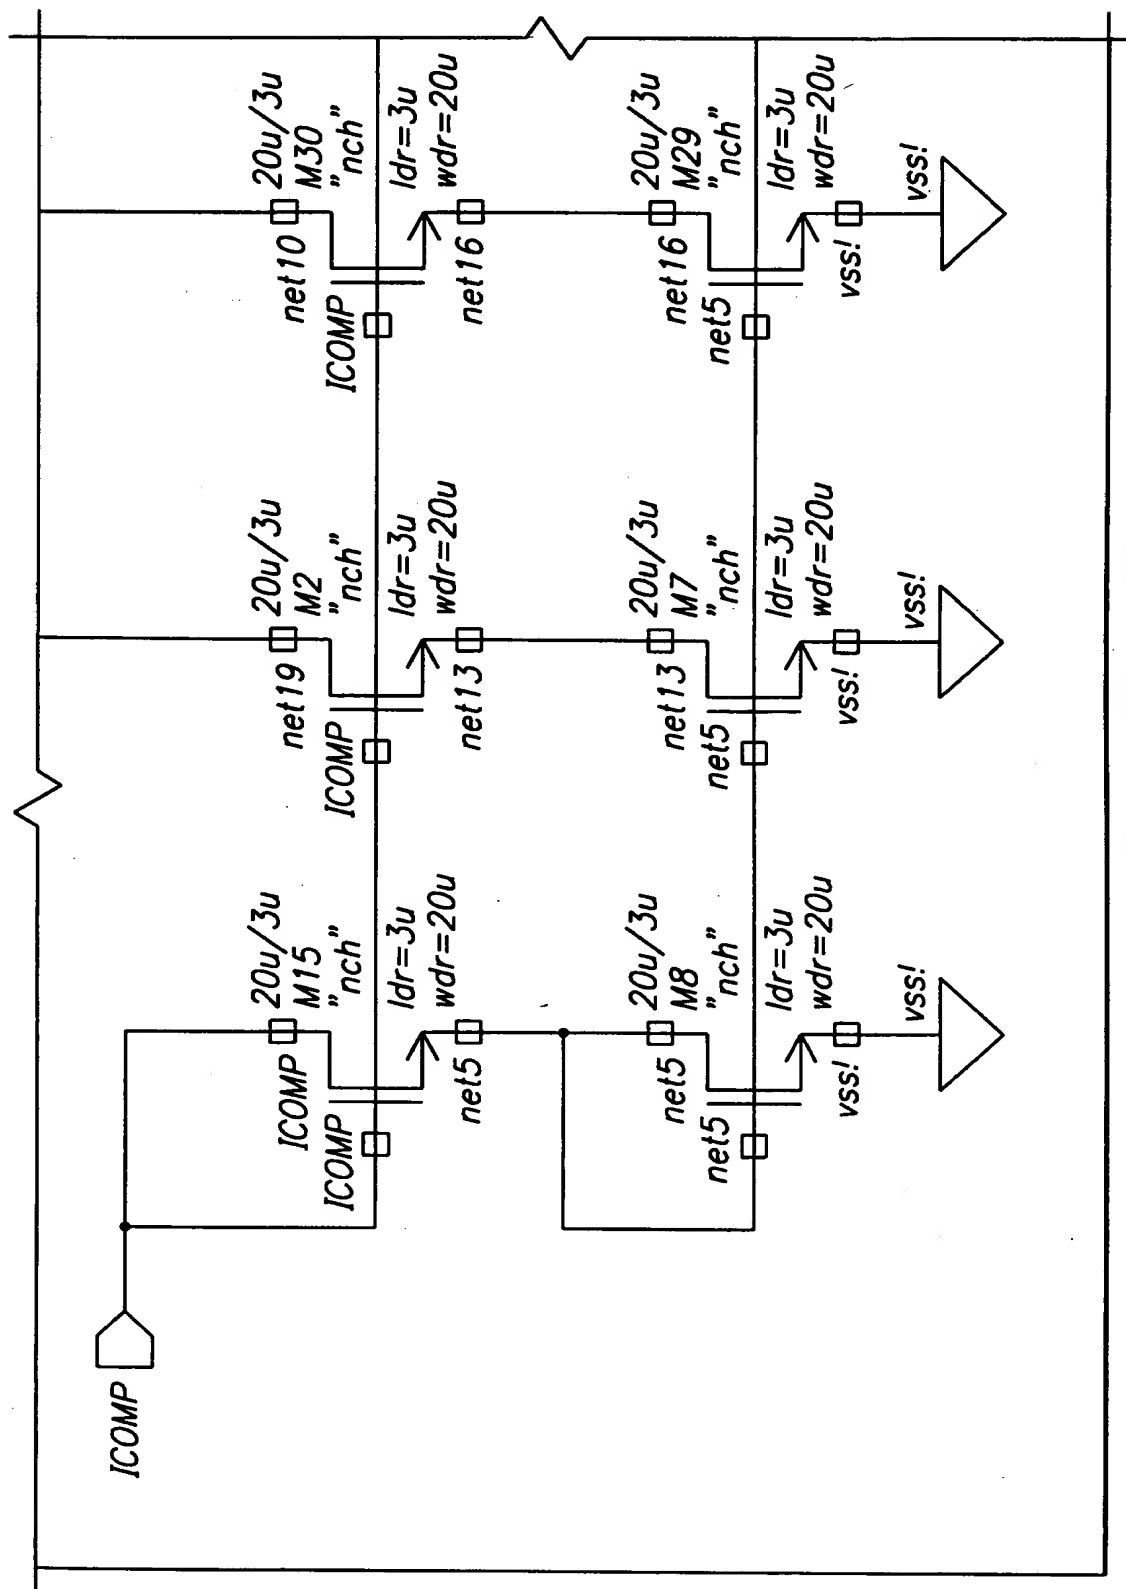 ICOMP
20u/3u
M15
"nch"
ldr=3u
wdr=20u
ICOMP
ICOMP
net5
20u/3u
M8
"nch"
ldr=3u
wdr=20u
net5
net5
vss!
vss!
20u/3u
M2
"nch"
ldr=3u
wdr=20u
net19
ICOMP
net13
20u/3u
M7
"nch"
ldr=3u
wdr=20u
net13
net5
vss!
vss!
20u/3u
M30
"nch"
ldr=3u
wdr=20u
net10
ICOMP
net16
20u/3u
M29
"nch"
ldr=3u
wdr=20u
net16
net5
vss!
vss!